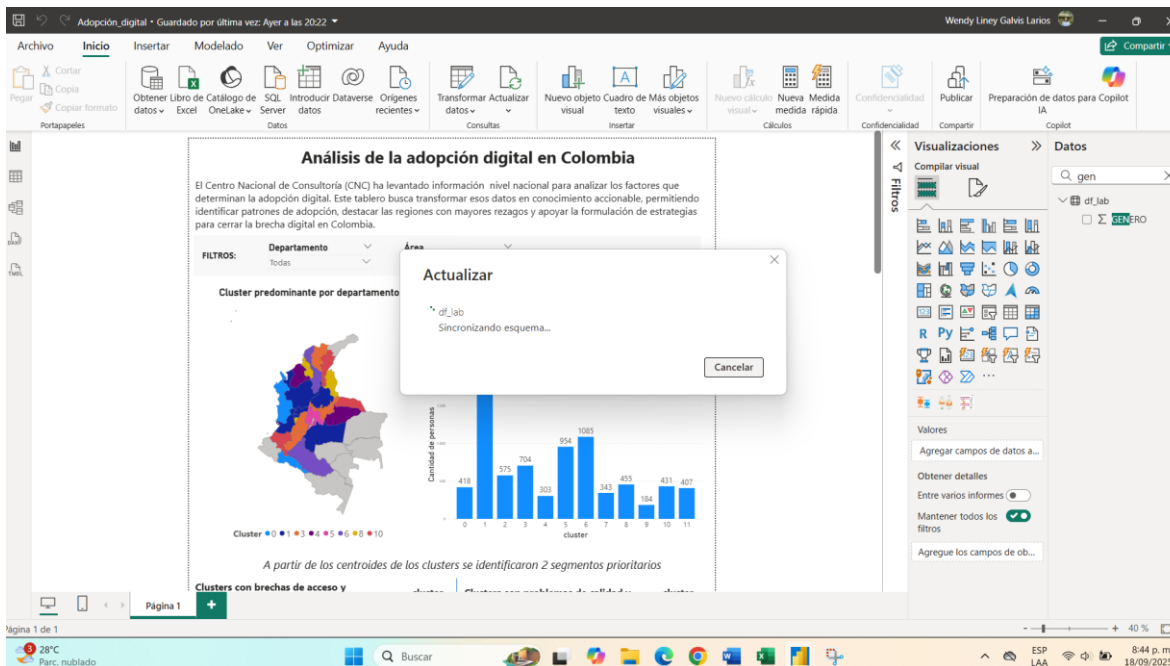 Adopción_digital • Guardado por última vez: Ayer a las 20:22
Wendy Liney Galvis Larios
Archivo Inicio Insertar Modelado Ver Optimizar Ayuda
Compartir
Pegar
Cortar
Copia
Copiar formato
Obtener datos
Libro de Excel
Catálogo de OneLake
SQL Server
Introducir datos
Dataverse
Orígenes recientes
Transformar datos
Actualizar
Nuevo objeto visual
Cuadro de texto
Más objetos visuales
Nuevo cálculo visual
Nueva medida
Medida rápida
Confidencialidad
Publicar
Preparación de datos para Copilot IA
Portapapeles Datos Consultas Insertar Cálculos Confidencialidad Compartir Copilot
Análisis de la adopción digital en Colombia
El Centro Nacional de Consultoría (CNC) ha levantado información nivel nacional para analizar los factores que
determinan la adopción digital. Este tablero busca transformar esos datos en conocimiento accionable, permitiendo
identificar patrones de adopción, destacar las regiones con mayores rezagos y apoyar la formulación de estrategias
para cerrar la brecha digital en Colombia.
FILTROS:
Departamento
Todas
Área
Cluster predominante por departamento
Actualizar
df_lab
Sincronizando esquema...
Cancelar
Cantidad de personas
418 575 704 303 954 1085 343 455 184 431 407
0 1 2 3 4 5 6 7 8 9 10 11
cluster
Cluster 0 1 3 4 5 6 8 10
A partir de los centroides de los clusters se identificaron 2 segmentos prioritarios
Clusters con brechas de acceso y
Filtros
Visualizaciones
Compilar visual
R Py
Valores
Agregar campos de datos a...
Obtener detalles
Entre varios informes
Mantener todos los
filtros
Agregue los campos de ob...
Datos
gen
df_lab
GENERO
Página 1
Página 1 de 1
40 %
3
28°C
Parc. nublado
Buscar
ESP
LAA
8:44 p. m